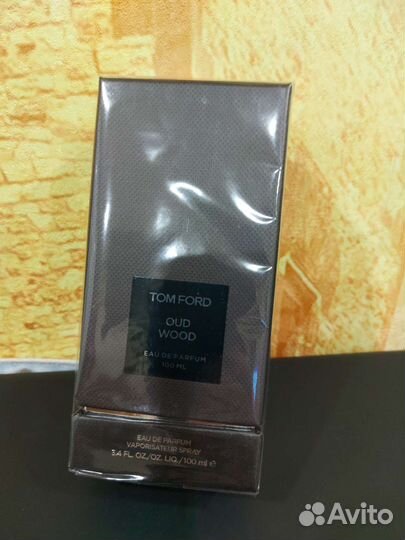 TOM FORD
OUD
WOOD
EAU DE PARFUM
100 ML
EAU DE PARFUM
VAPORISATEUR SPRAY
3.4 FL. OZ./OZ. LIQ./100 ml ℮
Avito